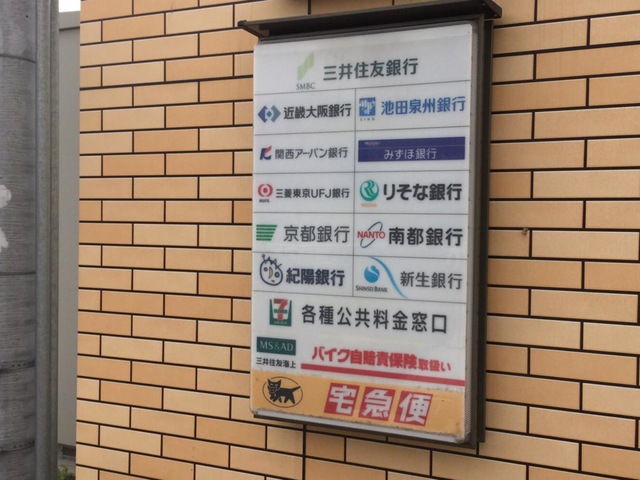 三井住友銀行
SMBC
近畿大阪銀行 池田泉州銀行
関西アーバン銀行 みずほ銀行
三菱東京UFJ銀行 りそな銀行
京都銀行 NANTO 南都銀行
紀陽銀行 SHINSEI BANK 新生銀行
各種公共料金窓口
MS&AD
三井住友海上
バイク自賠責保険取扱い
宅急便